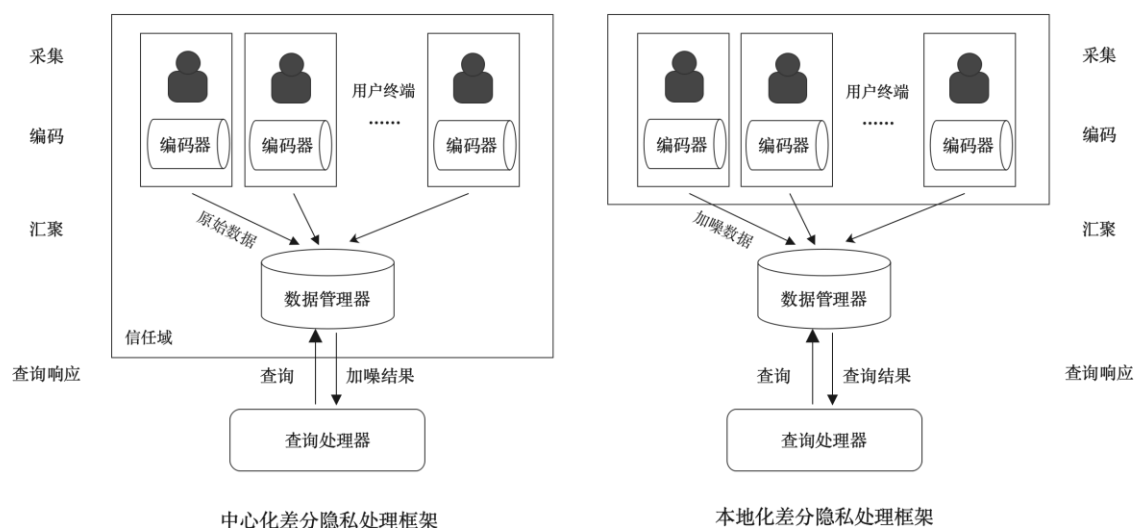 采集
编码
汇聚
查询响应
用户终端
……
编码器
编码器
编码器
原始数据
数据管理器
信任域
查询
加噪结果
查询处理器
中心化差分隐私处理框架
用户终端
……
编码器
编码器
编码器
加噪数据
数据管理器
查询
查询结果
查询处理器
本地化差分隐私处理框架
采集
编码
汇聚
查询响应